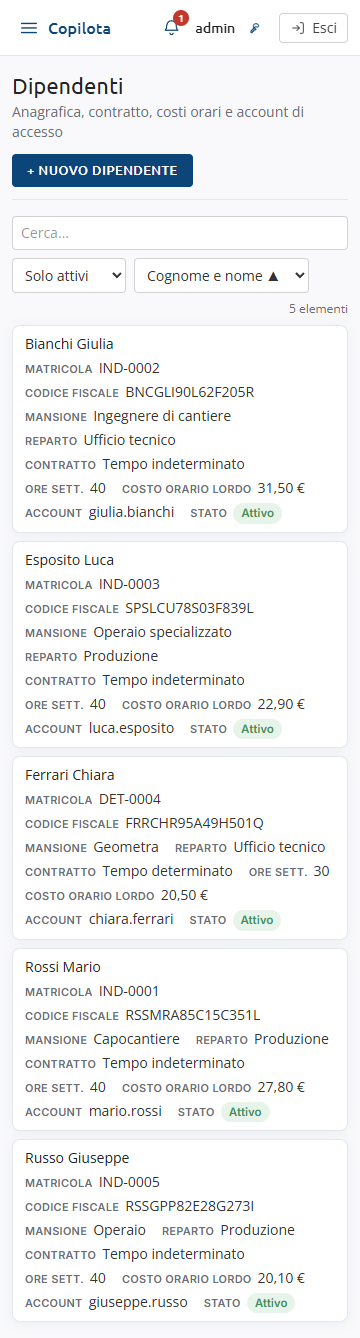 Copilota
1
admin
Esci
Dipendenti
Anagrafica, contratto, costi orari e account di
accesso
+ NUOVO DIPENDENTE
Cerca...
Solo attivi
Cognome e nome ▲
5 elementi
Bianchi Giulia
MATRICOLA IND-0002
CODICE FISCALE BNCGLI90L62F205R
MANSIONE Ingegnere di cantiere
REPARTO Ufficio tecnico
CONTRATTO Tempo indeterminato
ORE SETT. 40 COSTO ORARIO LORDO 31,50 €
ACCOUNT giulia.bianchi STATO Attivo
Esposito Luca
MATRICOLA IND-0003
CODICE FISCALE SPSLCU78S03F839L
MANSIONE Operaio specializzato
REPARTO Produzione
CONTRATTO Tempo indeterminato
ORE SETT. 40 COSTO ORARIO LORDO 22,90 €
ACCOUNT luca.esposito STATO Attivo
Ferrari Chiara
MATRICOLA DET-0004
CODICE FISCALE FRRCHR95A49H501Q
MANSIONE Geometra REPARTO Ufficio tecnico
CONTRATTO Tempo determinato ORE SETT. 30
COSTO ORARIO LORDO 20,50 €
ACCOUNT chiara.ferrari STATO Attivo
Rossi Mario
MATRICOLA IND-0001
CODICE FISCALE RSSMRA85C15C351L
MANSIONE Capocantiere REPARTO Produzione
CONTRATTO Tempo indeterminato
ORE SETT. 40 COSTO ORARIO LORDO 27,80 €
ACCOUNT mario.rossi STATO Attivo
Russo Giuseppe
MATRICOLA IND-0005
CODICE FISCALE RSSGPP82E28G273I
MANSIONE Operaio REPARTO Produzione
CONTRATTO Tempo indeterminato
ORE SETT. 40 COSTO ORARIO LORDO 20,10 €
ACCOUNT giuseppe.russo STATO Attivo